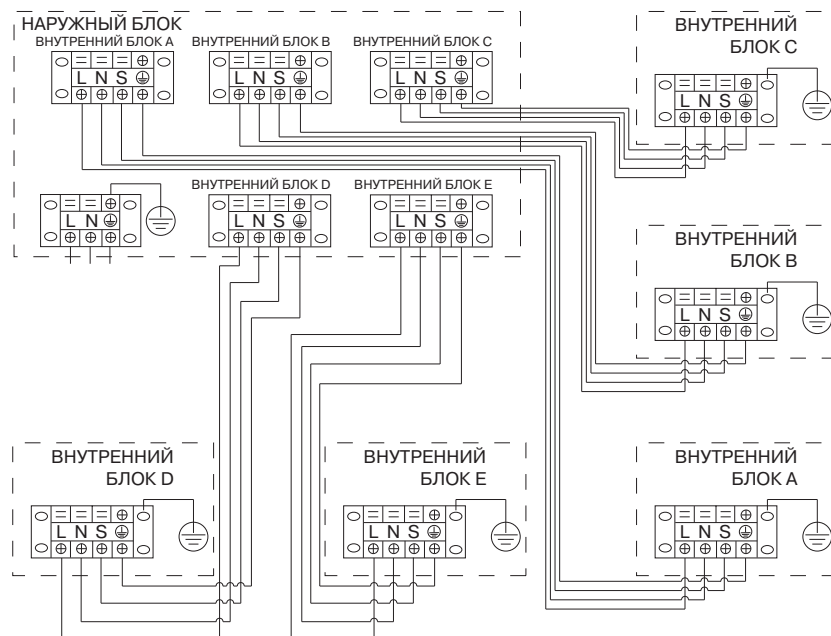 НАРУЖНЫЙ БЛОК
ВНУТРЕННИЙ БЛОК A
ВНУТРЕННИЙ БЛОК B
ВНУТРЕННИЙ БЛОК C
L N S
L N S
L N S
ВНУТРЕННИЙ
БЛОК C
L N S
ВНУТРЕННИЙ БЛОК D
ВНУТРЕННИЙ БЛОК E
L N
L N S
L N S
ВНУТРЕННИЙ
БЛОК B
L N S
ВНУТРЕННИЙ
БЛОК D
L N S
ВНУТРЕННИЙ
БЛОК E
L N S
ВНУТРЕННИЙ
БЛОК A
L N S